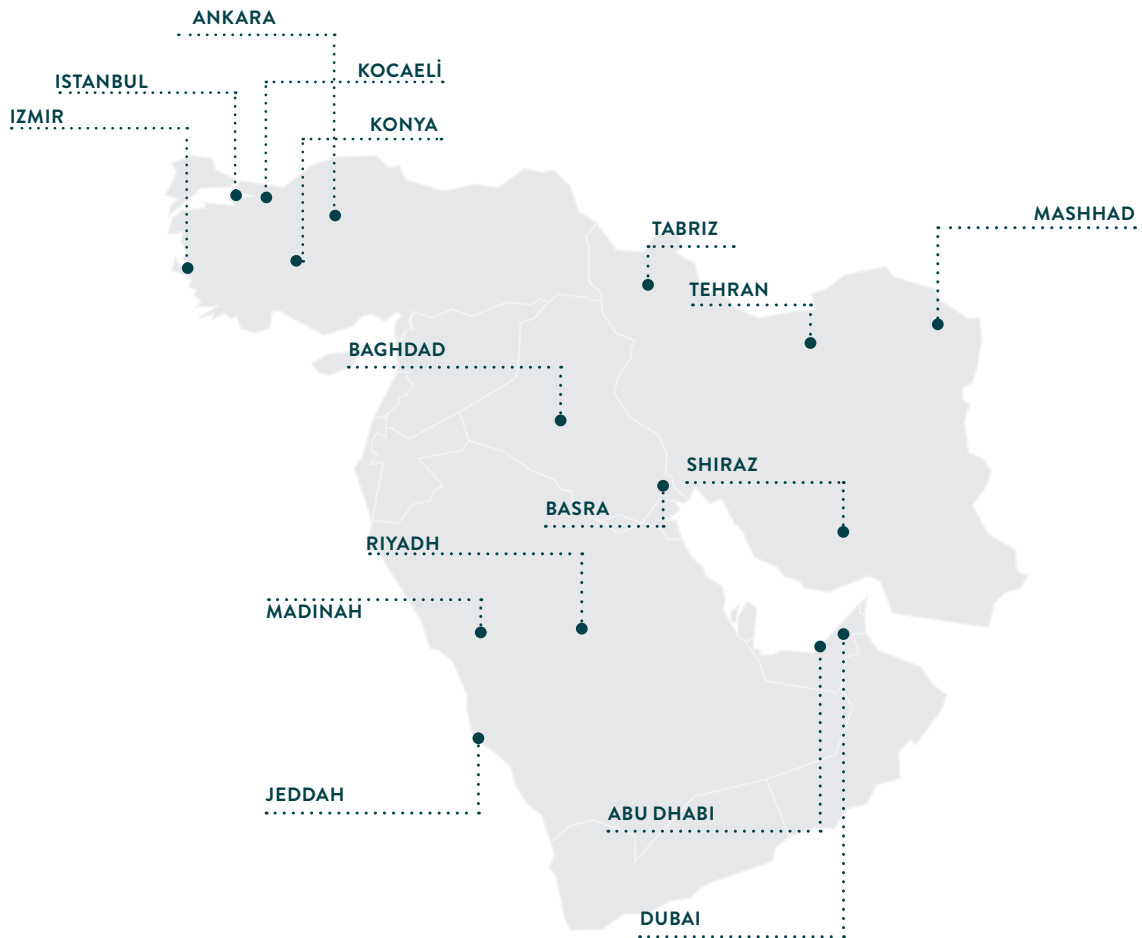 ANKARA
KOCAELİ
ISTANBUL
IZMIR
KONYA
MASHHAD
TABRIZ
TEHRAN
BAGHDAD
SHIRAZ
BASRA
RIYADH
MADINAH
JEDDAH
ABU DHABI
DUBAI